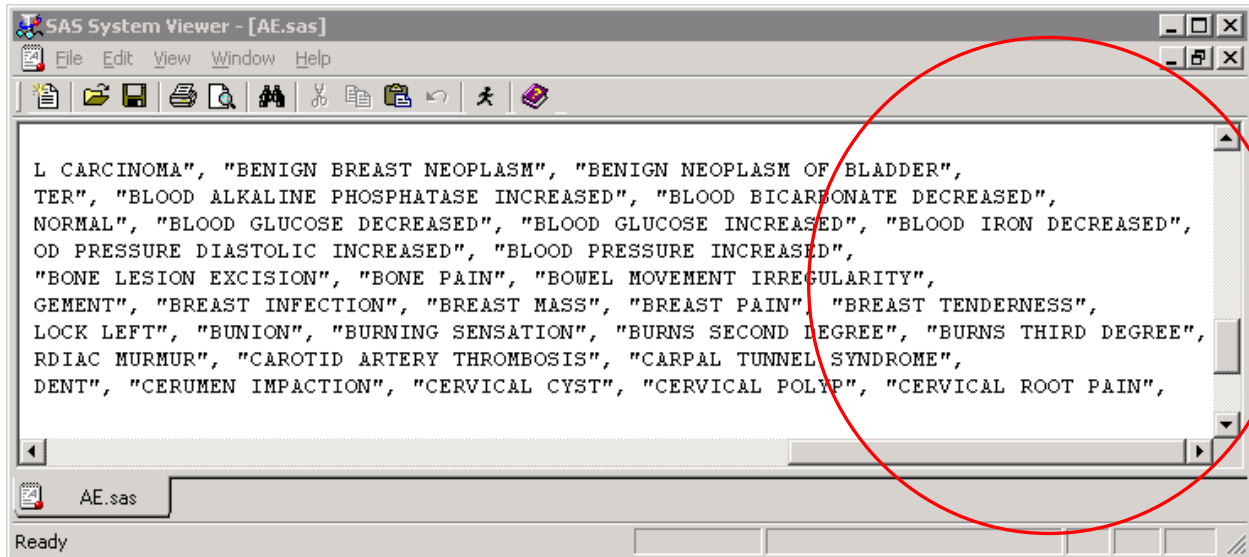 SAS System Viewer - [AE.sas]
File Edit View Window Help
L CARCINOMA", "BENIGN BREAST NEOPLASM", "BENIGN NEOPLASM OF BLADDER",
TER", "BLOOD ALKALINE PHOSPHATASE INCREASED", "BLOOD BICARBONATE DECREASED",
NORMAL", "BLOOD GLUCOSE DECREASED", "BLOOD GLUCOSE INCREASED", "BLOOD IRON DECREASED",
OD PRESSURE DIASTOLIC INCREASED", "BLOOD PRESSURE INCREASED",
"BONE LESION EXCISION", "BONE PAIN", "BOWEL MOVEMENT IRREGULARITY",
GEMENT", "BREAST INFECTION", "BREAST MASS", "BREAST PAIN", "BREAST TENDERNESS",
LOCK LEFT", "BUNION", "BURNING SENSATION", "BURNS SECOND DEGREE", "BURNS THIRD DEGREE",
RDIAC MURMUR", "CAROTID ARTERY THROMBOSIS", "CARPAL TUNNEL SYNDROME",
DENT", "CERUMEN IMPACTION", "CERVICAL CYST", "CERVICAL POLYP", "CERVICAL ROOT PAIN",
AE.sas
Ready